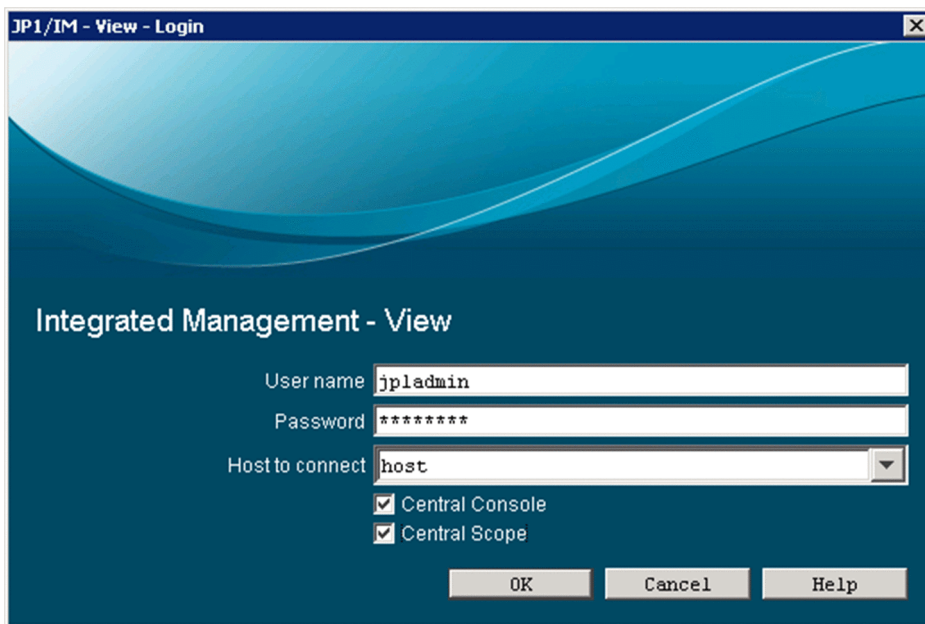 JP1/IM - View - Login
Integrated Management - View
User name jp1admin
Password ********
Host to connect host
Central Console
Central Scope
OK Cancel Help